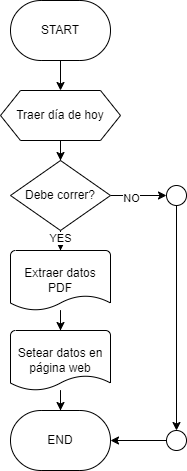 START
Traer día de hoy
Debe correr?
NO
YES
Extraer datos
PDF
Setear datos en
página web
END